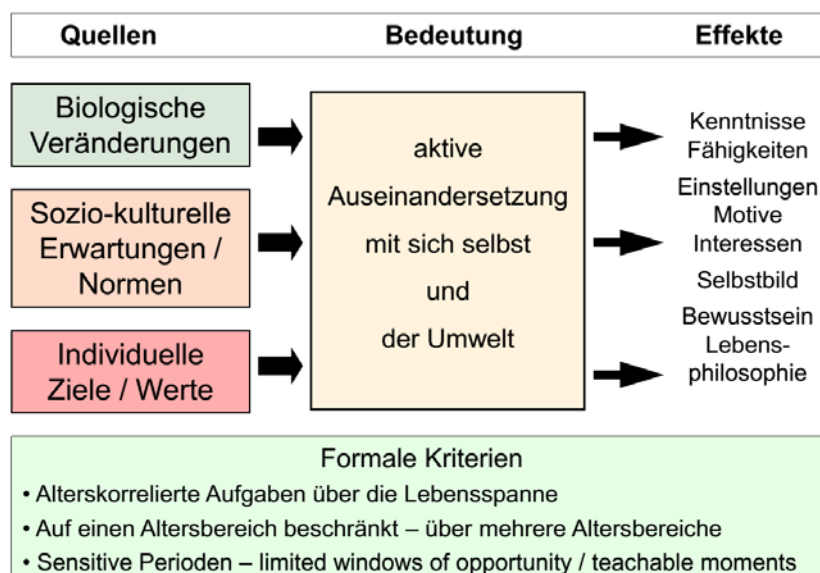 Quellen Bedeutung Effekte
Biologische
Veränderungen
Sozio-kulturelle
Erwartungen /
Normen
Individuelle
Ziele / Werte
aktive
Auseinandersetzung
mit sich selbst
und
der Umwelt
Kenntnisse
Fähigkeiten
Einstellungen
Motive
Interessen
Selbstbild
Bewusstsein
Lebens-
philosophie
Formale Kriterien
• Alterskorrelierte Aufgaben über die Lebensspanne
• Auf einen Altersbereich beschränkt – über mehrere Altersbereiche
• Sensitive Perioden – limited windows of opportunity / teachable moments